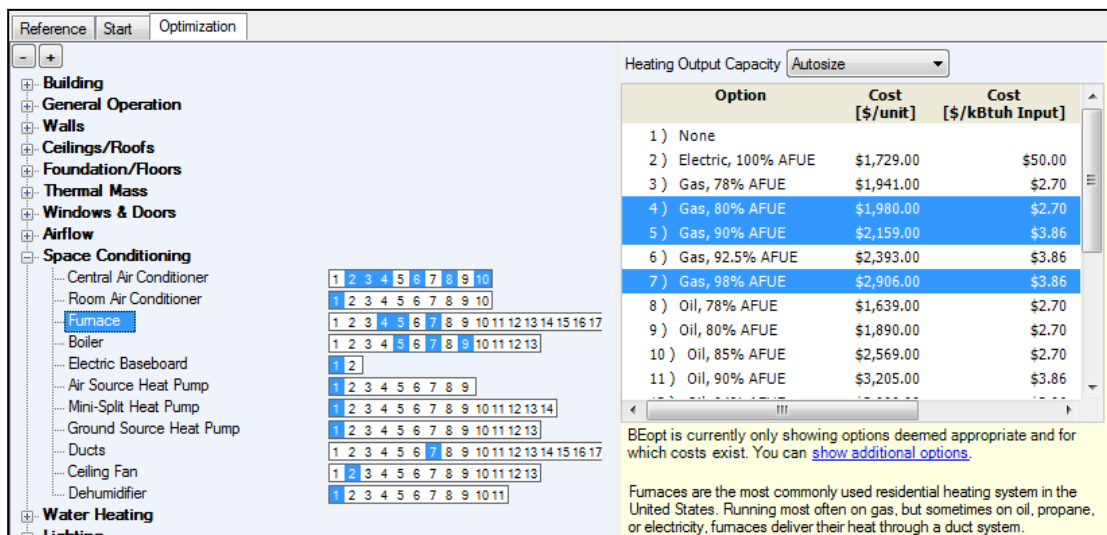 Reference Start Optimization
- +
Building
General Operation
Walls
Ceilings/Roofs
Foundation/Floors
Thermal Mass
Windows & Doors
Airflow
Space Conditioning
Central Air Conditioner 1 2 3 4 5 6 7 8 9 10
Room Air Conditioner 1 2 3 4 5 6 7 8 9 10
Furnace 1 2 3 4 5 6 7 8 9 10 11 12 13 14 15 16 17
Boiler 1 2 3 4 5 6 7 8 9 10 11 12 13
Electric Baseboard 1 2
Air Source Heat Pump 1 2 3 4 5 6 7 8 9
Mini-Split Heat Pump 1 2 3 4 5 6 7 8 9 10 11 12 13 14
Ground Source Heat Pump 1 2 3 4 5 6 7 8 9 10 11 12 13
Ducts 1 2 3 4 5 6 7 8 9 10 11 12 13 14 15 16 17
Ceiling Fan 1 2 3 4 5 6 7 8 9 10 11 12 13
Dehumidifier 1 2 3 4 5 6 7 8 9 10 11
Water Heating
Lighting
Heating Output Capacity Autosize
Option Cost [$/unit] Cost [$/kBtuh Input]
1 ) None
2 ) Electric, 100% AFUE $1,729.00 $50.00
3 ) Gas, 78% AFUE $1,941.00 $2.70
4 ) Gas, 80% AFUE $1,980.00 $2.70
5 ) Gas, 90% AFUE $2,159.00 $3.86
6 ) Gas, 92.5% AFUE $2,393.00 $3.86
7 ) Gas, 98% AFUE $2,906.00 $3.86
8 ) Oil, 78% AFUE $1,639.00 $2.70
9 ) Oil, 80% AFUE $1,890.00 $2.70
10 ) Oil, 85% AFUE $2,569.00 $2.70
11 ) Oil, 90% AFUE $3,205.00 $3.86
BEopt is currently only showing options deemed appropriate and for
which costs exist. You can show additional options.
Furnaces are the most commonly used residential heating system in the
United States. Running most often on gas, but sometimes on oil, propane,
or electricity, furnaces deliver their heat through a duct system.